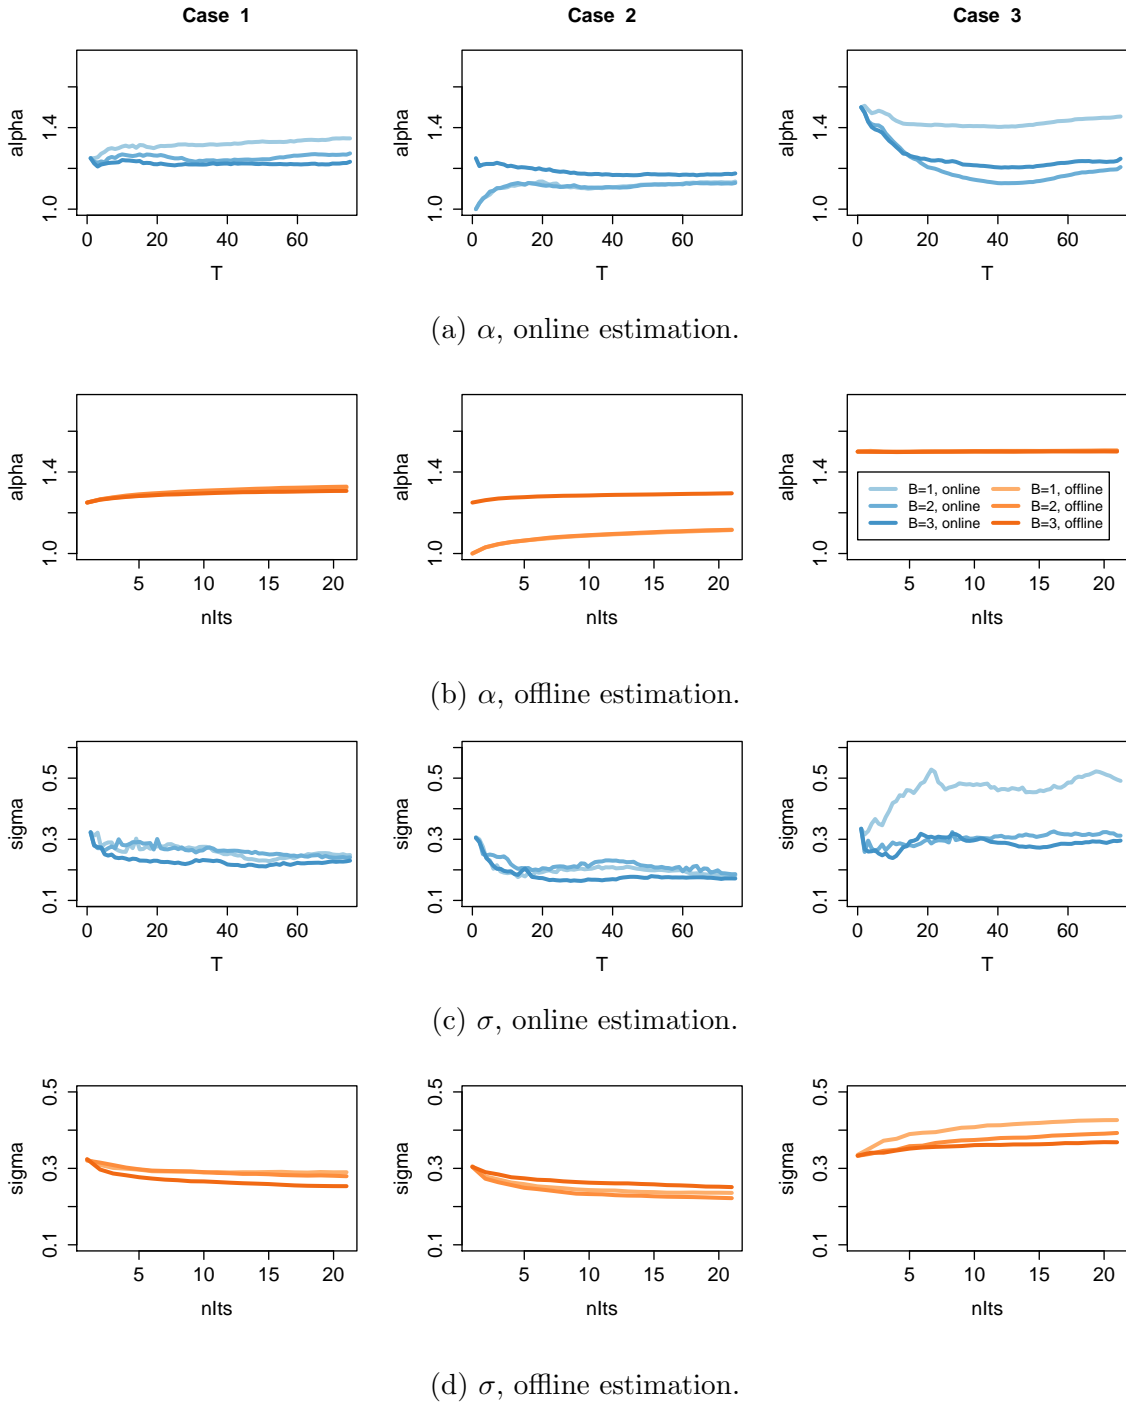 Case 1 Case 2 Case 3
alpha 1.0 1.4 alpha 1.0 1.4 alpha 1.0 1.4
0 20 40 60 0 20 40 60 0 20 40 60
T T T
(a) α, online estimation.
alpha 1.0 1.4 alpha 1.0 1.4 alpha 1.0 1.4
B=1, online B=1, offline
B=2, online B=2, offline
B=3, online B=3, offline
5 10 15 20 5 10 15 20 5 10 15 20
nIts nIts nIts
(b) α, offline estimation.
sigma 0.1 0.3 0.5 sigma 0.1 0.3 0.5 sigma 0.1 0.3 0.5
0 20 40 60 0 20 40 60 0 20 40 60
T T T
(c) σ, online estimation.
sigma 0.1 0.3 0.5 sigma 0.1 0.3 0.5 sigma 0.1 0.3 0.5
5 10 15 20 5 10 15 20 5 10 15 20
nIts nIts nIts
(d) σ, offline estimation.